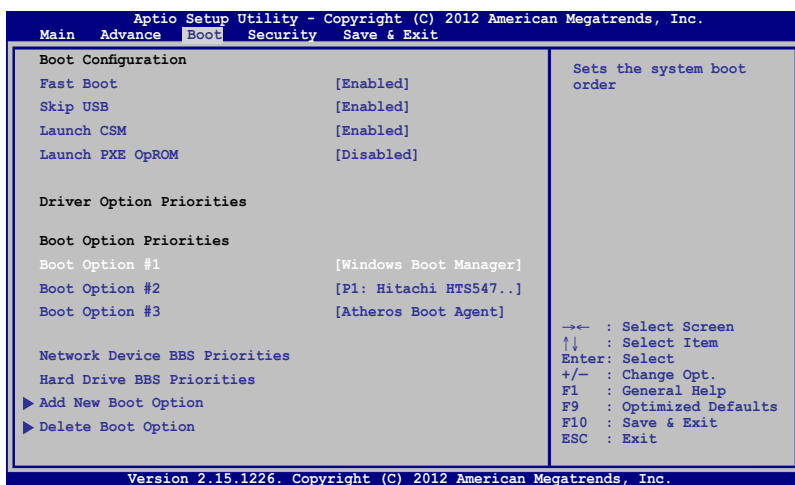 Aptio Setup Utility - Copyright (C) 2012 American Megatrends, Inc.
Main Advance Boot Security Save & Exit
Boot Configuration
Fast Boot [Enabled]
Skip USB [Enabled]
Launch CSM [Enabled]
Launch PXE OpROM [Disabled]
Driver Option Priorities
Boot Option Priorities
Boot Option #1 [Windows Boot Manager]
Boot Option #2 [P1: Hitachi HTS547..]
Boot Option #3 [Atheros Boot Agent]
Network Device BBS Priorities
Hard Drive BBS Priorities
Add New Boot Option
Delete Boot Option
Sets the system boot
order
→← : Select Screen
↑↓ : Select Item
Enter: Select
+/— : Change Opt.
F1 : General Help
F9 : Optimized Defaults
F10 : Save & Exit
ESC : Exit
Version 2.15.1226. Copyright (C) 2012 American Megatrends, Inc.